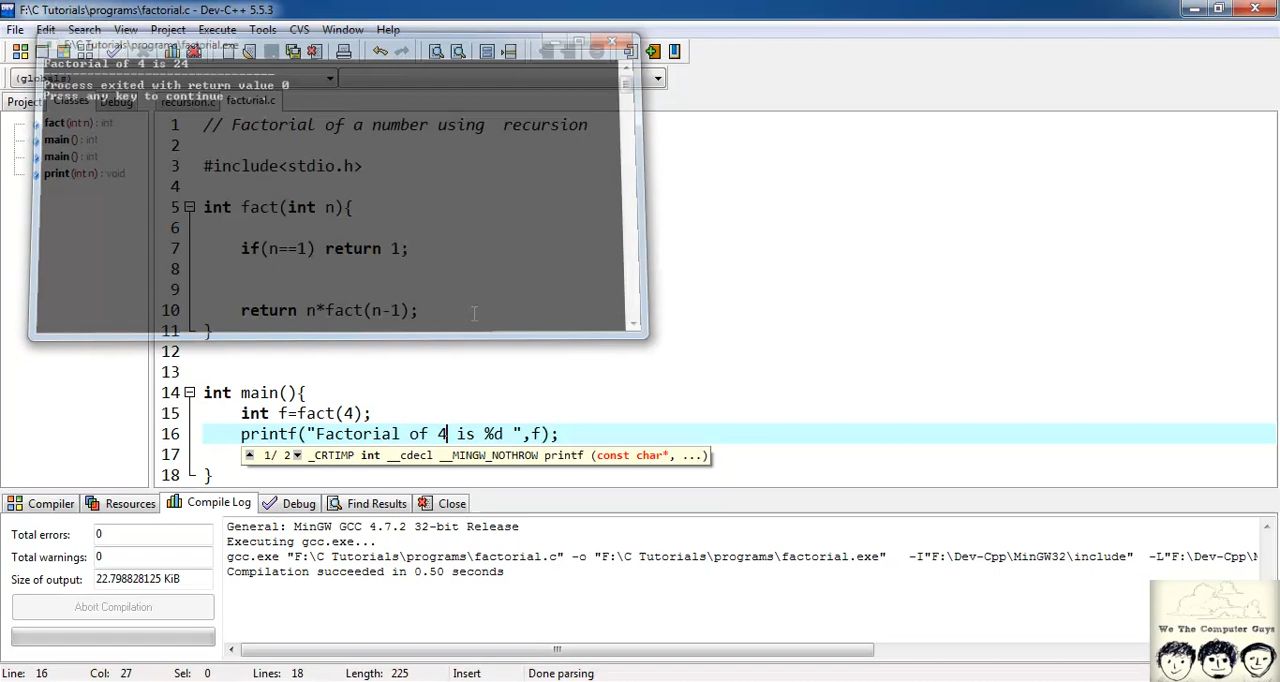 F:\C Tutorials\programs\factorial.c - Dev-C++ 5.5.3
File Edit Search View Project Execute Tools CVS Window Help
F:\C Tutorials\programs\factorial.exe
Factorial of 4 is 24
--------------------------------
Process exited with return value 0
Press any key to continue
(globals)
Project Classes Debug
recursion.c factorial.c
fact (int n) : int
main () : int
main () : int
print (int n) : void
1 // Factorial of a number using recursion
2
3 #include<stdio.h>
4
5 int fact(int n){
6
7 if(n==1) return 1;
8
9
10 return n*fact(n-1);
11 }
12
13
14 int main(){
15 int f=fact(4);
16 printf("Factorial of 4 is %d ",f);
17
1/ 2 _CRTIMP int __cdecl __MINGW_NOTHROW printf (const char*, ...)
18 }
Compiler Resources Compile Log Debug Find Results Close
Total errors: 0
Total warnings: 0
Size of output: 22.798828125 KiB
Abort Compilation
General: MinGW GCC 4.7.2 32-bit Release
Executing gcc.exe...
gcc.exe "F:\C Tutorials\programs\factorial.c" -o "F:\C Tutorials\programs\factorial.exe" -I"F:\Dev-Cpp\MinGW32\include" -L"F:\Dev-Cpp\M
Compilation succeeded in 0.50 seconds
We The Computer Guys
Line: 16 Col: 27 Sel: 0 Lines: 18 Length: 225 Insert Done parsing